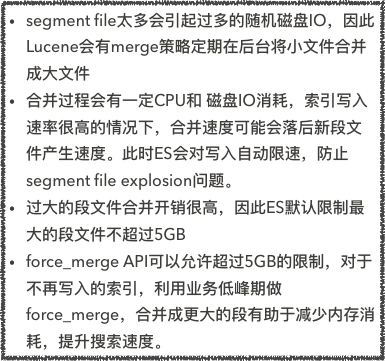 • segment file太多会引起过多的随机磁盘IO，因此
Lucene会有merge策略定期在后台将小文件合并
成大文件
• 合并过程会有一定CPU和 磁盘IO消耗，索引写入
速率很高的情况下，合并速度可能会落后新段文
件产生速度。此时ES会对写入自动限速，防止
segment file explosion问题。
• 过大的段文件合并开销很高，因此ES默认限制最
大的段文件不超过5GB
• force_merge API可以允许超过5GB的限制，对于
不再写入的索引，利用业务低峰期做
force_merge，合并成更大的段有助于减少内存消
耗，提升搜索速度。